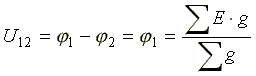 U₁₂ = φ₁ − φ₂ = φ₁ = ∑E·g / ∑g